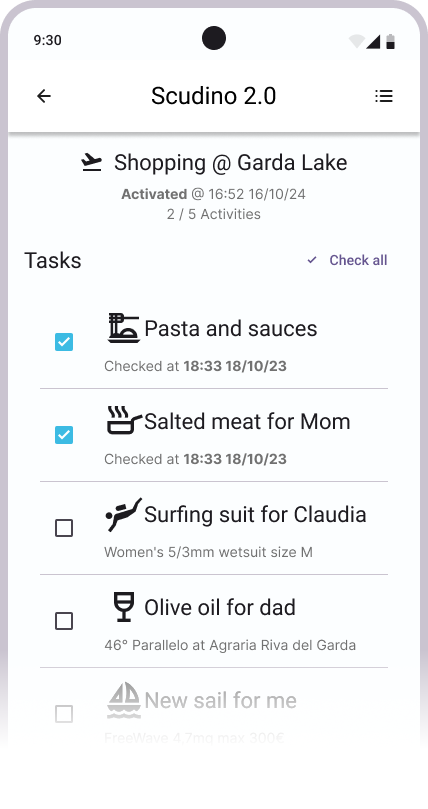 9:30
Scudino 2.0
Shopping @ Garda Lake
Activated @ 16:52 16/10/24
2 / 5 Activities
Tasks
Check all
Pasta and sauces
Checked at 18:33 18/10/23
Salted meat for Mom
Checked at 18:33 18/10/23
Surfing suit for Claudia
Women's 5/3mm wetsuit size M
Olive oil for dad
46° Parallelo at Agraria Riva del Garda
New sail for me
FreeWave 4,7mq max 300€